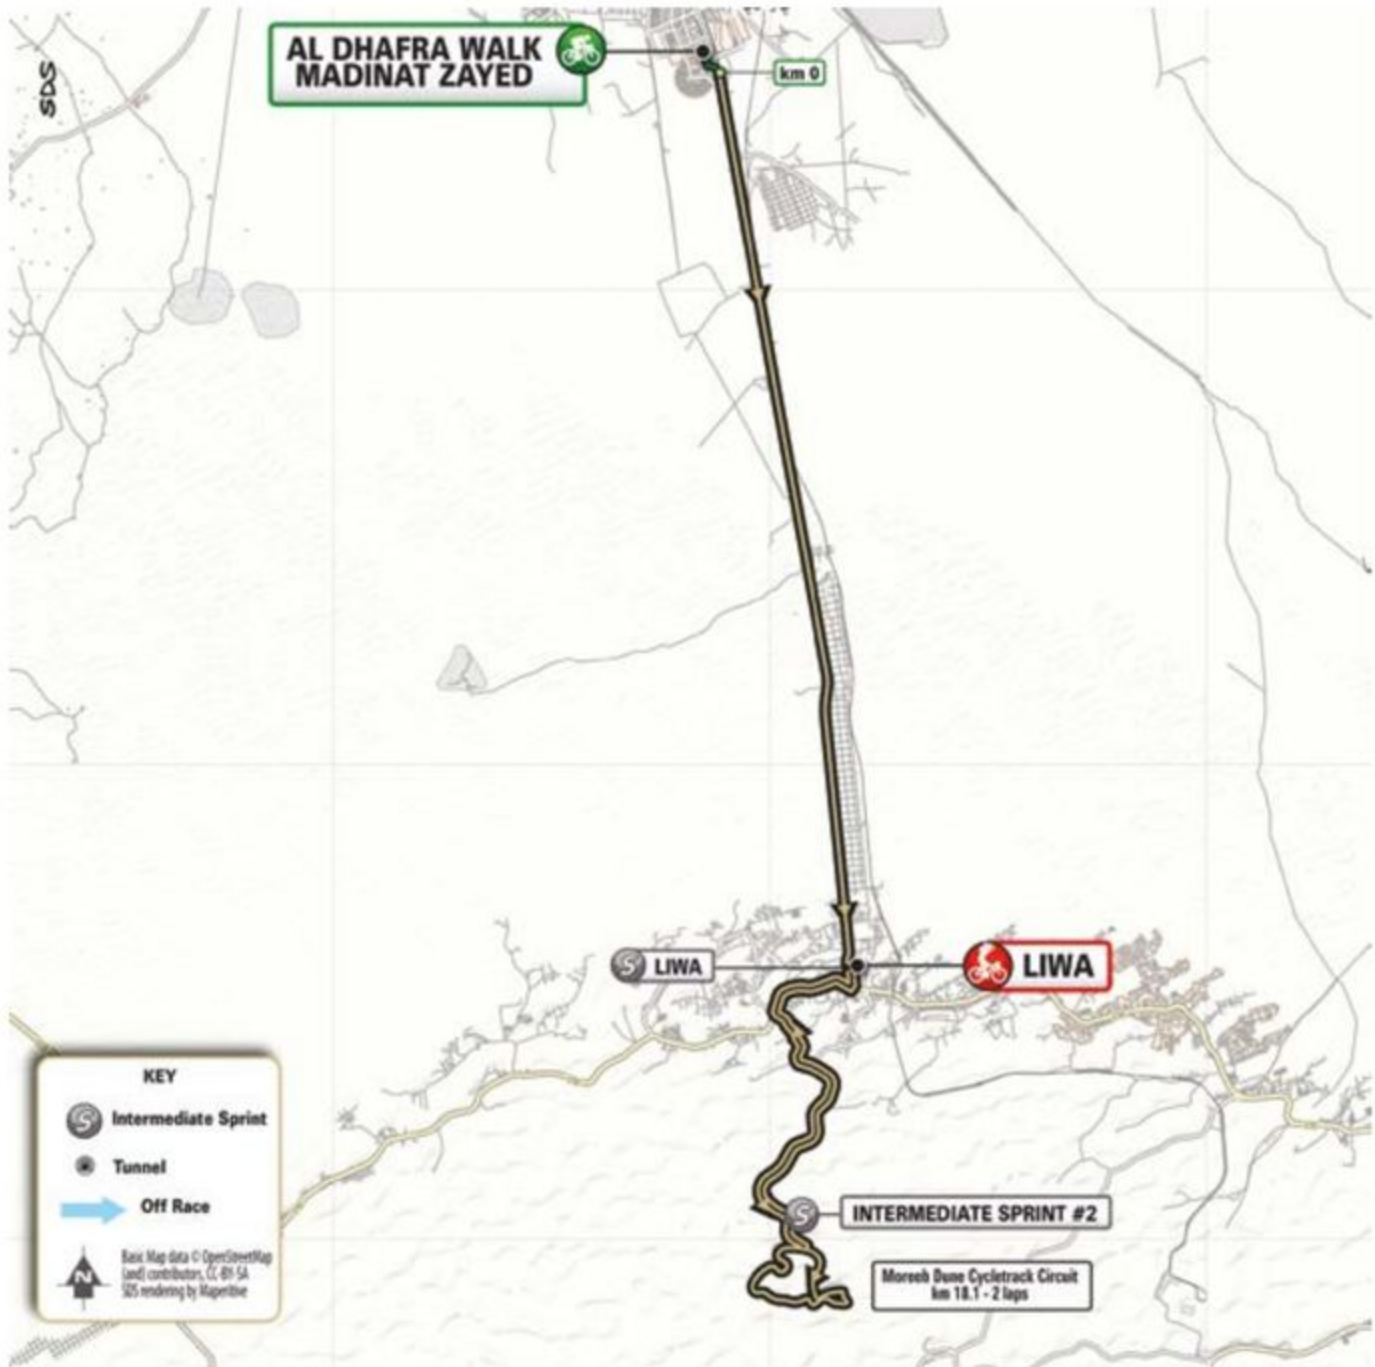 SDS
AL DHAFRA WALK
MADINAT ZAYED
km 0
S LIWA
LIWA
KEY
S Intermediate Sprint
Tunnel
Off Race
N
Basic Map data © OpenStreetMap
(and) contributors, CC-BY-SA
SDS rendering by Maperitive
S INTERMEDIATE SPRINT #2
Moreeb Dune Cycletrack Circuit
km 18.1 - 2 laps